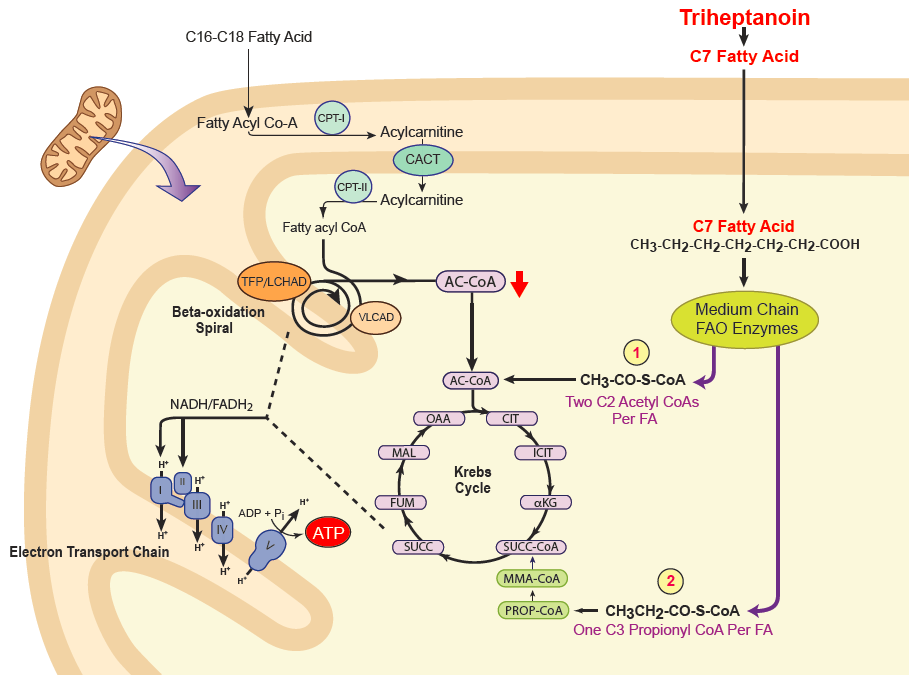 Triheptanoin
C16-C18 Fatty Acid
C7 Fatty Acid
Fatty Acyl Co-A
CPT-I
Acylcarnitine
CACT
CPT-II
Acylcarnitine
Fatty acyl CoA
C7 Fatty Acid
CH3-CH2-CH2-CH2-CH2-CH2-COOH
TFP/LCHAD
AC-CoA
Beta-oxidation
Spiral
VLCAD
Medium Chain
FAO Enzymes
1
AC-CoA
CH3-CO-S-CoA
Two C2 Acetyl CoAs
Per FA
NADH/FADH2
OAA
CIT
MAL
ICIT
Krebs
Cycle
FUM
αKG
SUCC
SUCC-CoA
H+
H+
I
II
III
H+
IV
ADP + Pi
H+
ATP
V
H+
H+
H+
H+
Electron Transport Chain
MMA-CoA
2
PROP-CoA
CH3CH2-CO-S-CoA
One C3 Propionyl CoA Per FA